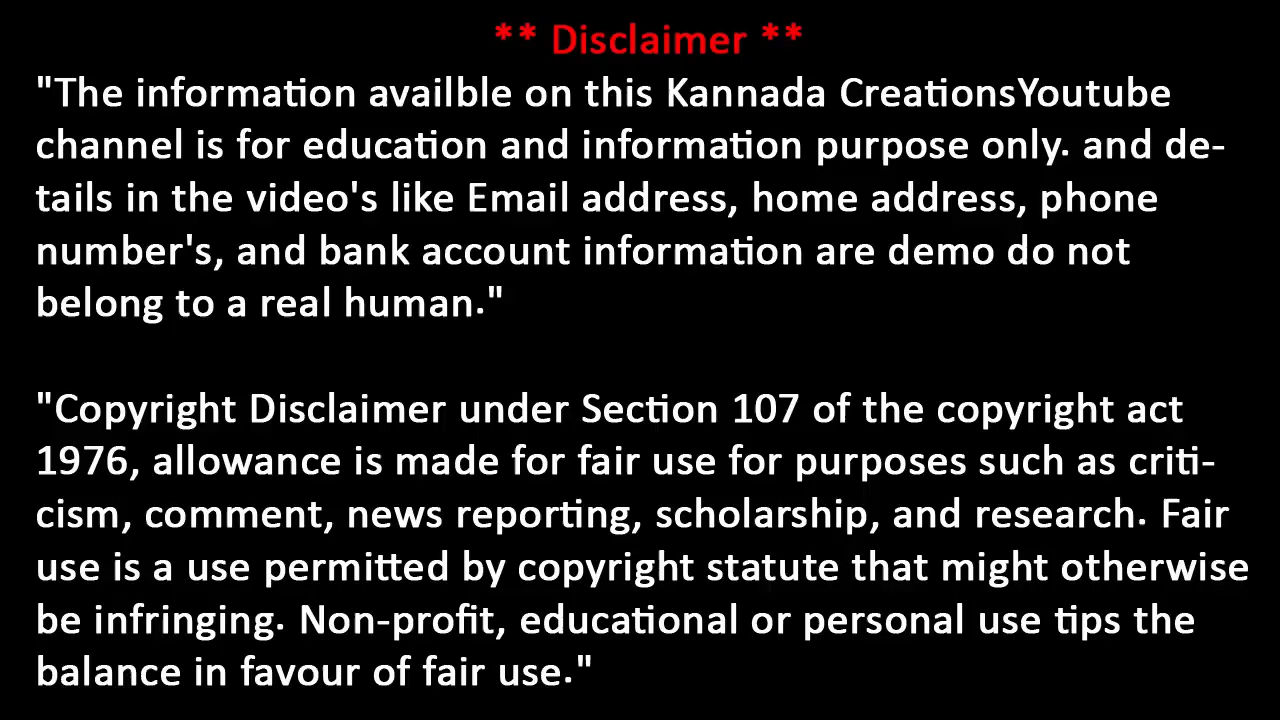 ** Disclaimer **
"The information availble on this Kannada CreationsYoutube
channel is for education and information purpose only. and de-
tails in the video's like Email address, home address, phone
number's, and bank account information are demo do not
belong to a real human."
"Copyright Disclaimer under Section 107 of the copyright act
1976, allowance is made for fair use for purposes such as criti-
cism, comment, news reporting, scholarship, and research. Fair
use is a use permitted by copyright statute that might otherwise
be infringing. Non-profit, educational or personal use tips the
balance in favour of fair use."